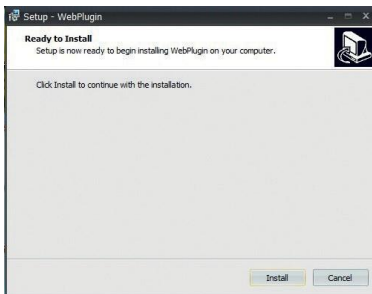 Setup - WebPlugin
Ready to Install
Setup is now ready to begin installing WebPlugin on your computer.
Click Install to continue with the installation.
Install
Cancel